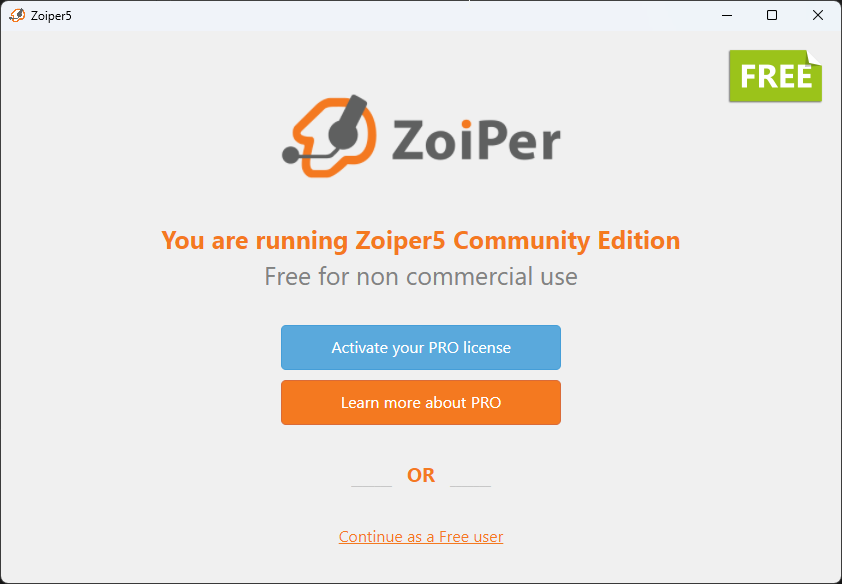 Zoiper5
FREE
ZoiPer
You are running Zoiper5 Community Edition
Free for non commercial use
Activate your PRO license
Learn more about PRO
OR
Continue as a Free user